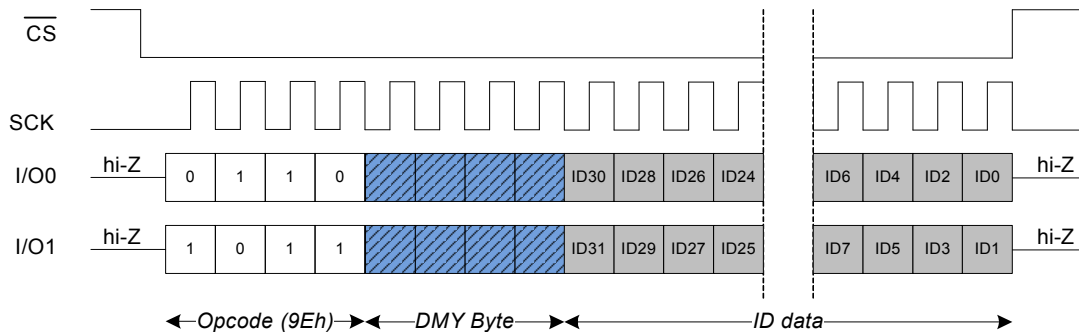 CS
SCK
I/O0 hi-Z 0 1 1 0 ID30 ID28 ID26 ID24 ID6 ID4 ID2 ID0 hi-Z
I/O1 hi-Z 1 0 1 1 ID31 ID29 ID27 ID25 ID7 ID5 ID3 ID1 hi-Z
Opcode (9Eh) DMY Byte ID data